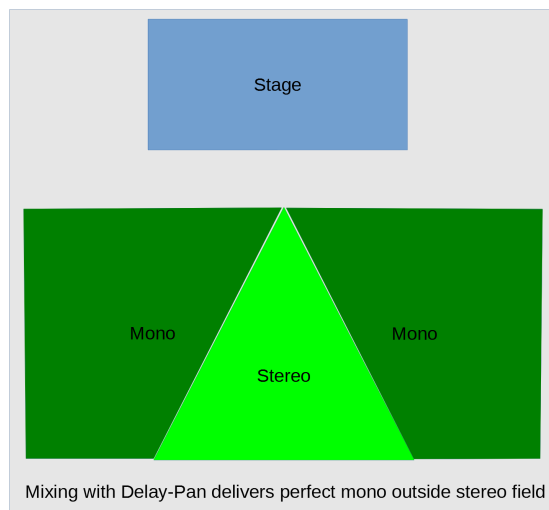 Stage
Mono
Mono
Stereo
Mixing with Delay-Pan delivers perfect mono outside stereo field